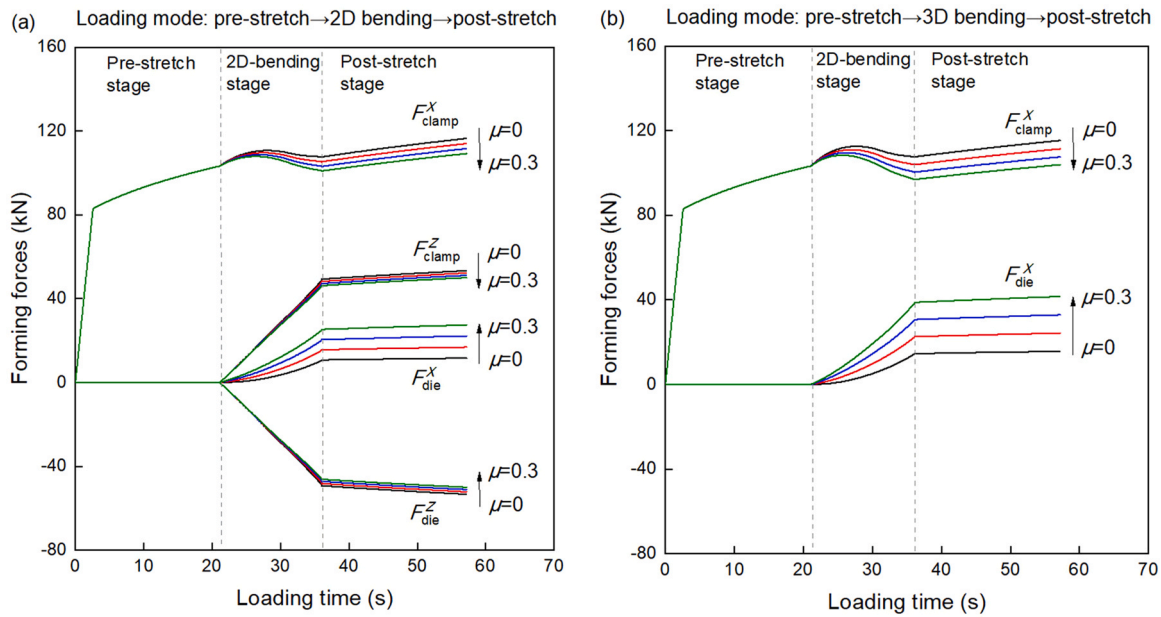 (a) Loading mode: pre-stretch→2D bending→post-stretch
160
120
80
40
0
-40
-80
Forming forces (kN)
Pre-stretch
stage
2D-bending
stage
Post-stretch
stage
F^X_clamp
μ=0
μ=0.3
F^Z_clamp
μ=0
μ=0.3
μ=0.3
μ=0
F^X_die
μ=0.3
μ=0
F^Z_die
0 10 20 30 40 50 60 70
Loading time (s)
(b) Loading mode: pre-stretch→3D bending→post-stretch
160
120
80
40
0
-40
-80
Forming forces (kN)
Pre-stretch
stage
2D-bending
stage
Post-stretch
stage
F^X_clamp
μ=0
μ=0.3
F^X_die
μ=0.3
μ=0
0 10 20 30 40 50 60 70
Loading time (s)